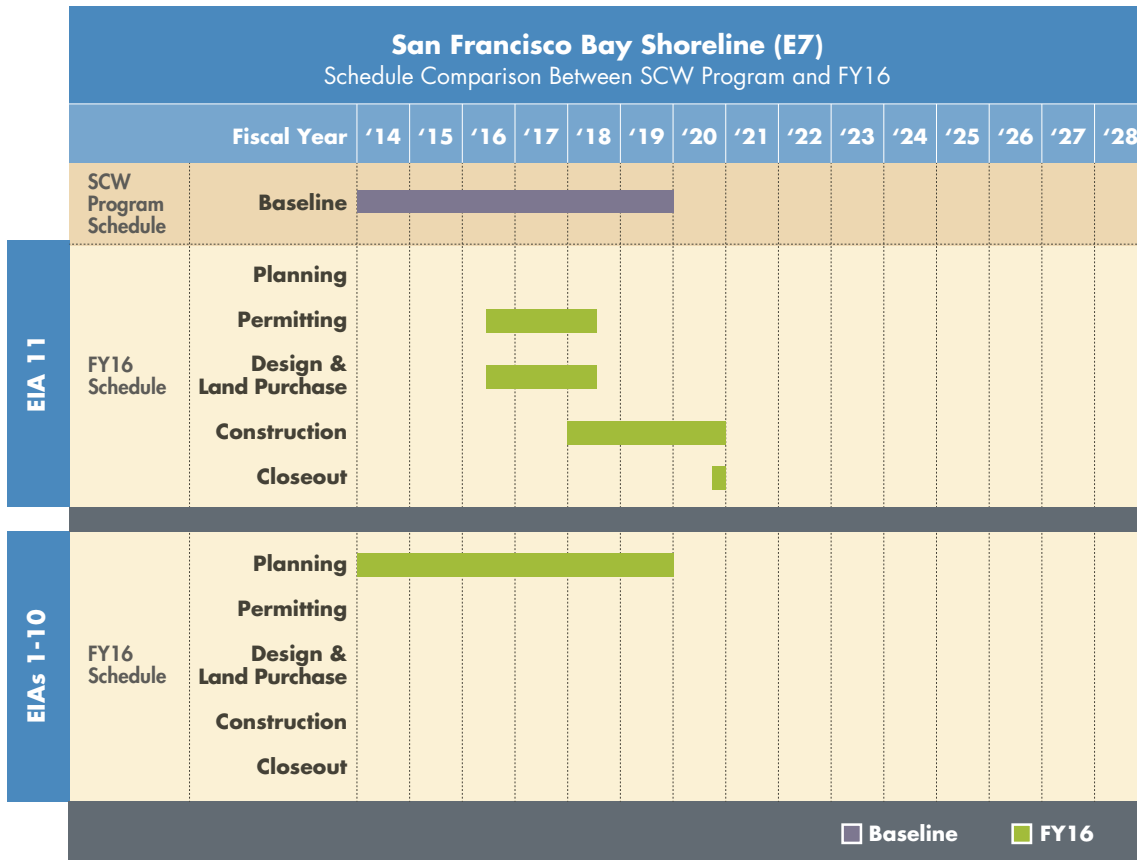 San Francisco Bay Shoreline (E7)
Schedule Comparison Between SCW Program and FY16
Fiscal Year ‘14 ‘15 ‘16 ‘17 ‘18 ‘19 ‘20 ‘21 ‘22 ‘23 ‘24 ‘25 ‘26 ‘27 ‘28
SCW
Program
Schedule
Baseline
EIA 11
FY16
Schedule
Planning
Permitting
Design &
Land Purchase
Construction
Closeout
EIAs 1-10
FY16
Schedule
Planning
Permitting
Design &
Land Purchase
Construction
Closeout
Baseline FY16